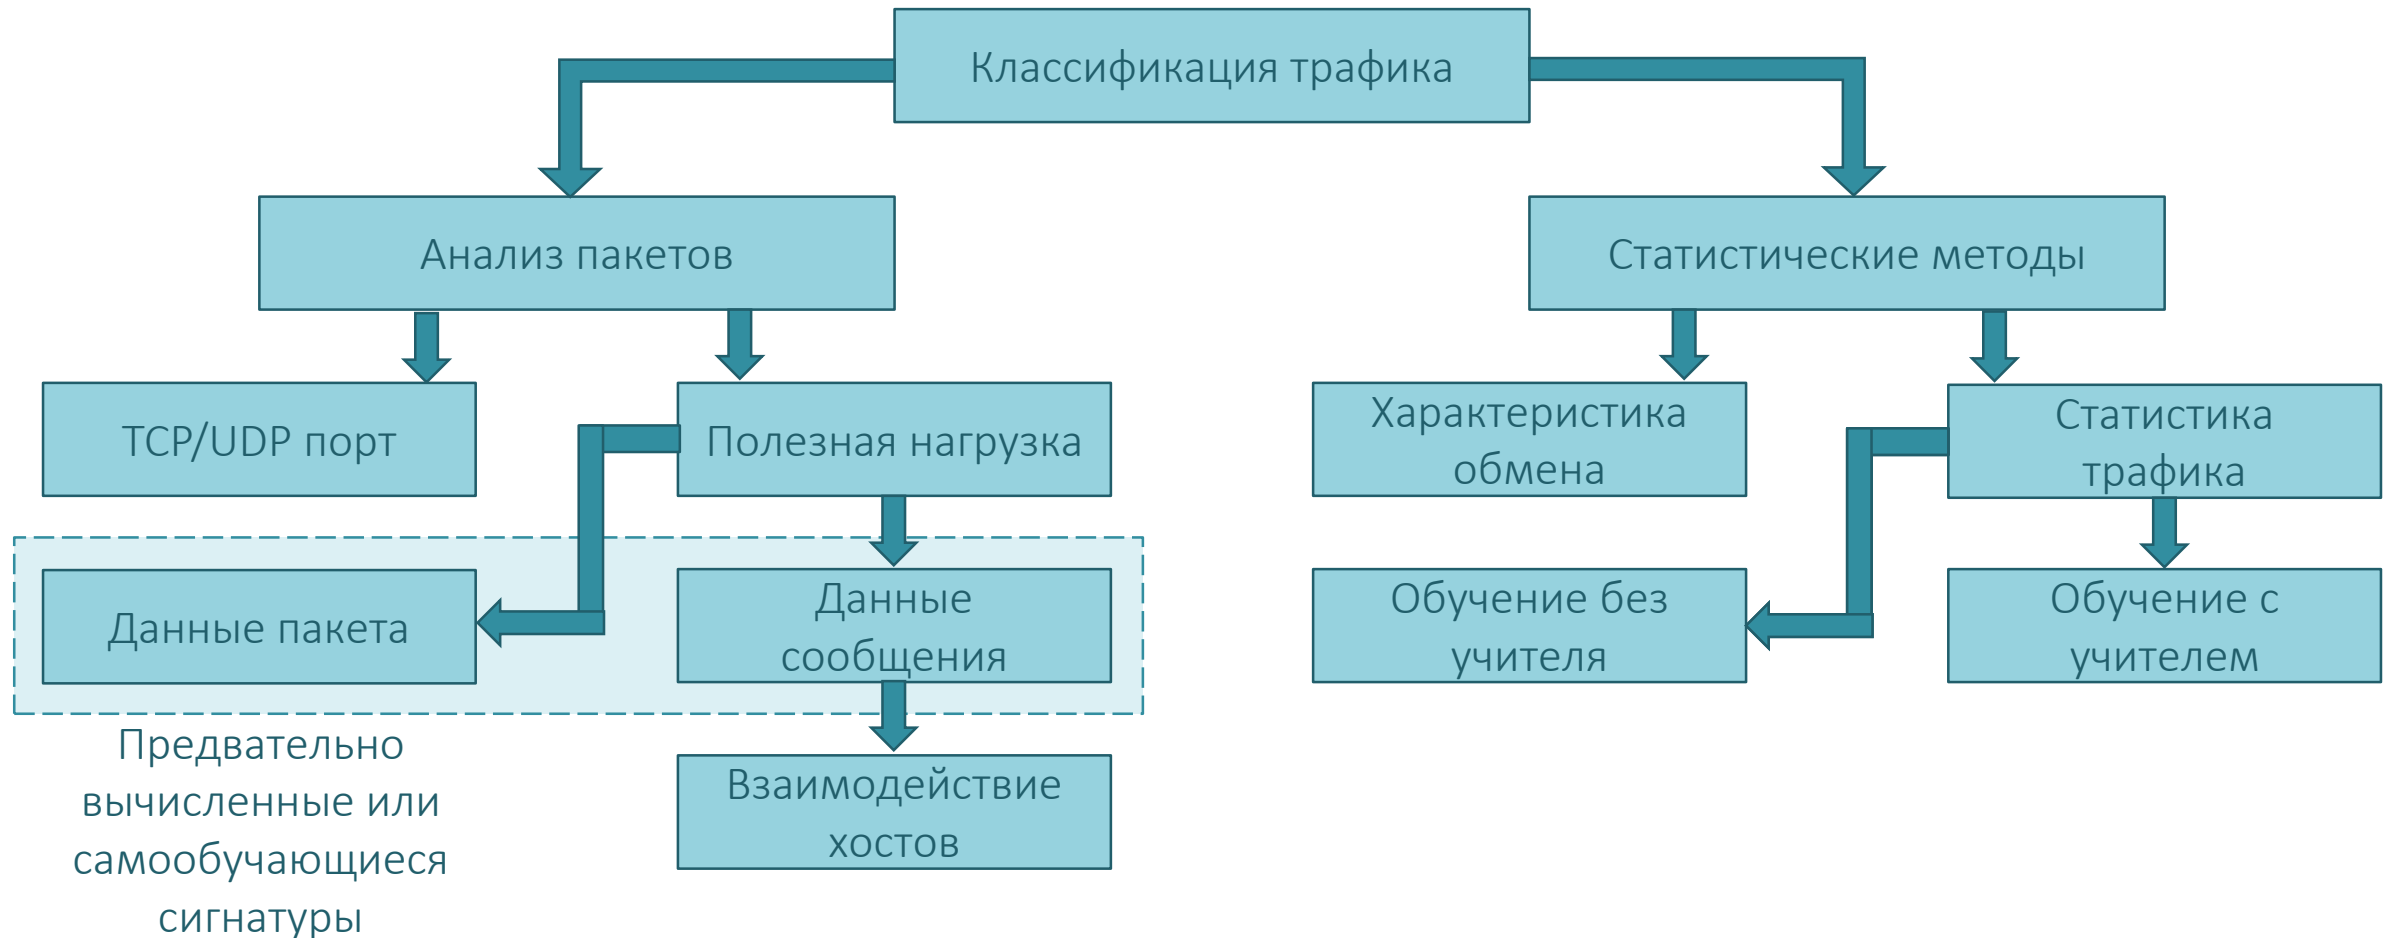 Классификация трафика
Анализ пакетов
Статистические методы
TCP/UDP порт
Полезная нагрузка
Характеристика
обмена
Статистика
трафика
Данные пакета
Данные
сообщения
Обучение без
учителя
Обучение с
учителем
Предвательно
вычисленные или
самообучающиеся
сигнатуры
Взаимодействие
хостов